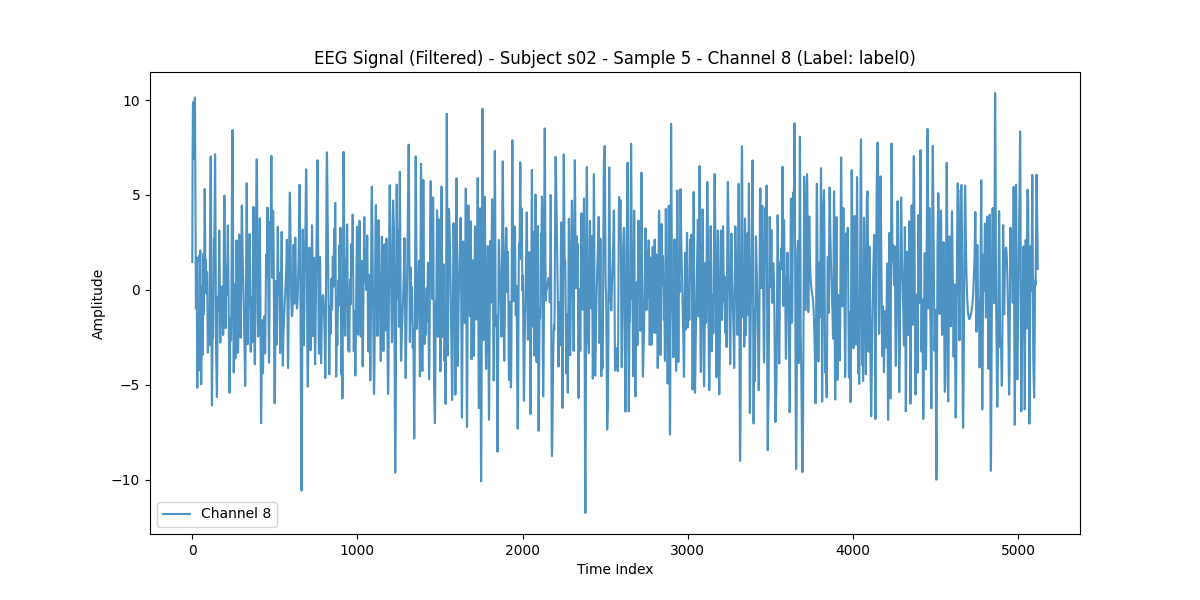 EEG Signal (Filtered) - Subject s02 - Sample 5 - Channel 8 (Label: label0)
10
5
0
−5
−10
Amplitude
Channel 8
0 1000 2000 3000 4000 5000
Time Index